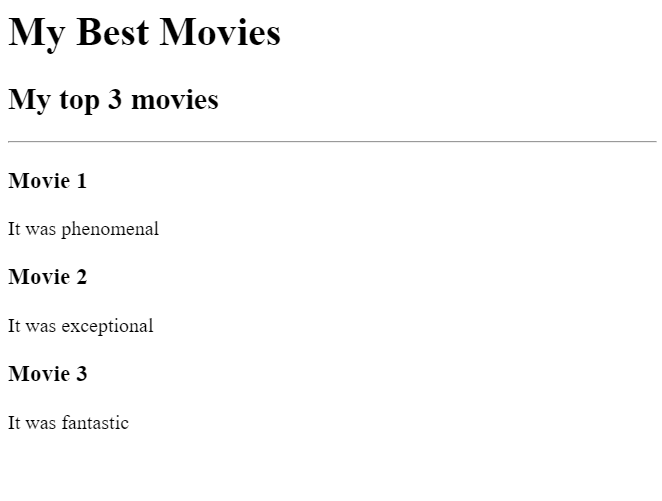 My Best Movies
My top 3 movies
Movie 1
It was phenomenal
Movie 2
It was exceptional
Movie 3
It was fantastic